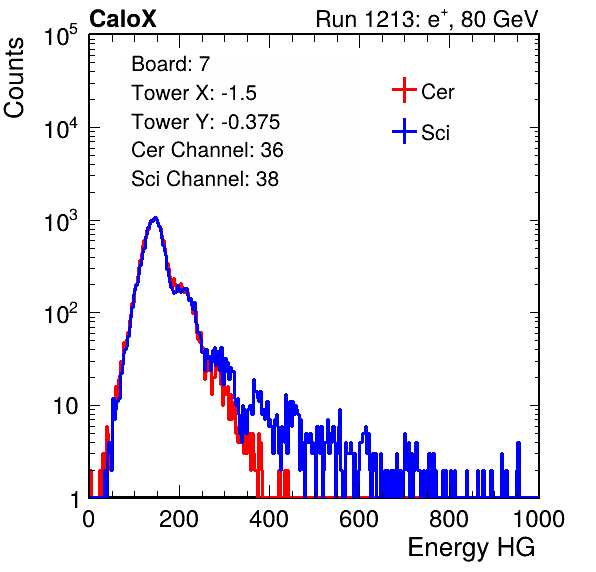 CaloX Run 1213: e⁺, 80 GeV
Counts
10⁵
10⁴
10³
10²
10
1
Board: 7
Tower X: -1.5
Tower Y: -0.375
Cer Channel: 36
Sci Channel: 38
Cer
Sci
0 200 400 600 800 1000
Energy HG